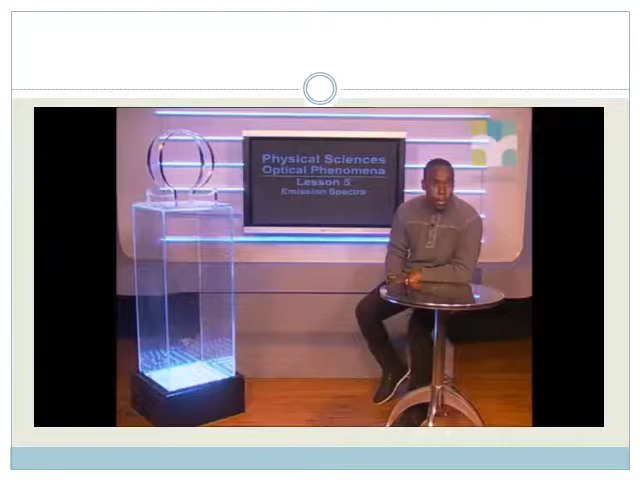 Physical Sciences
Optical Phenomena
Lesson 5
Emission Spectra